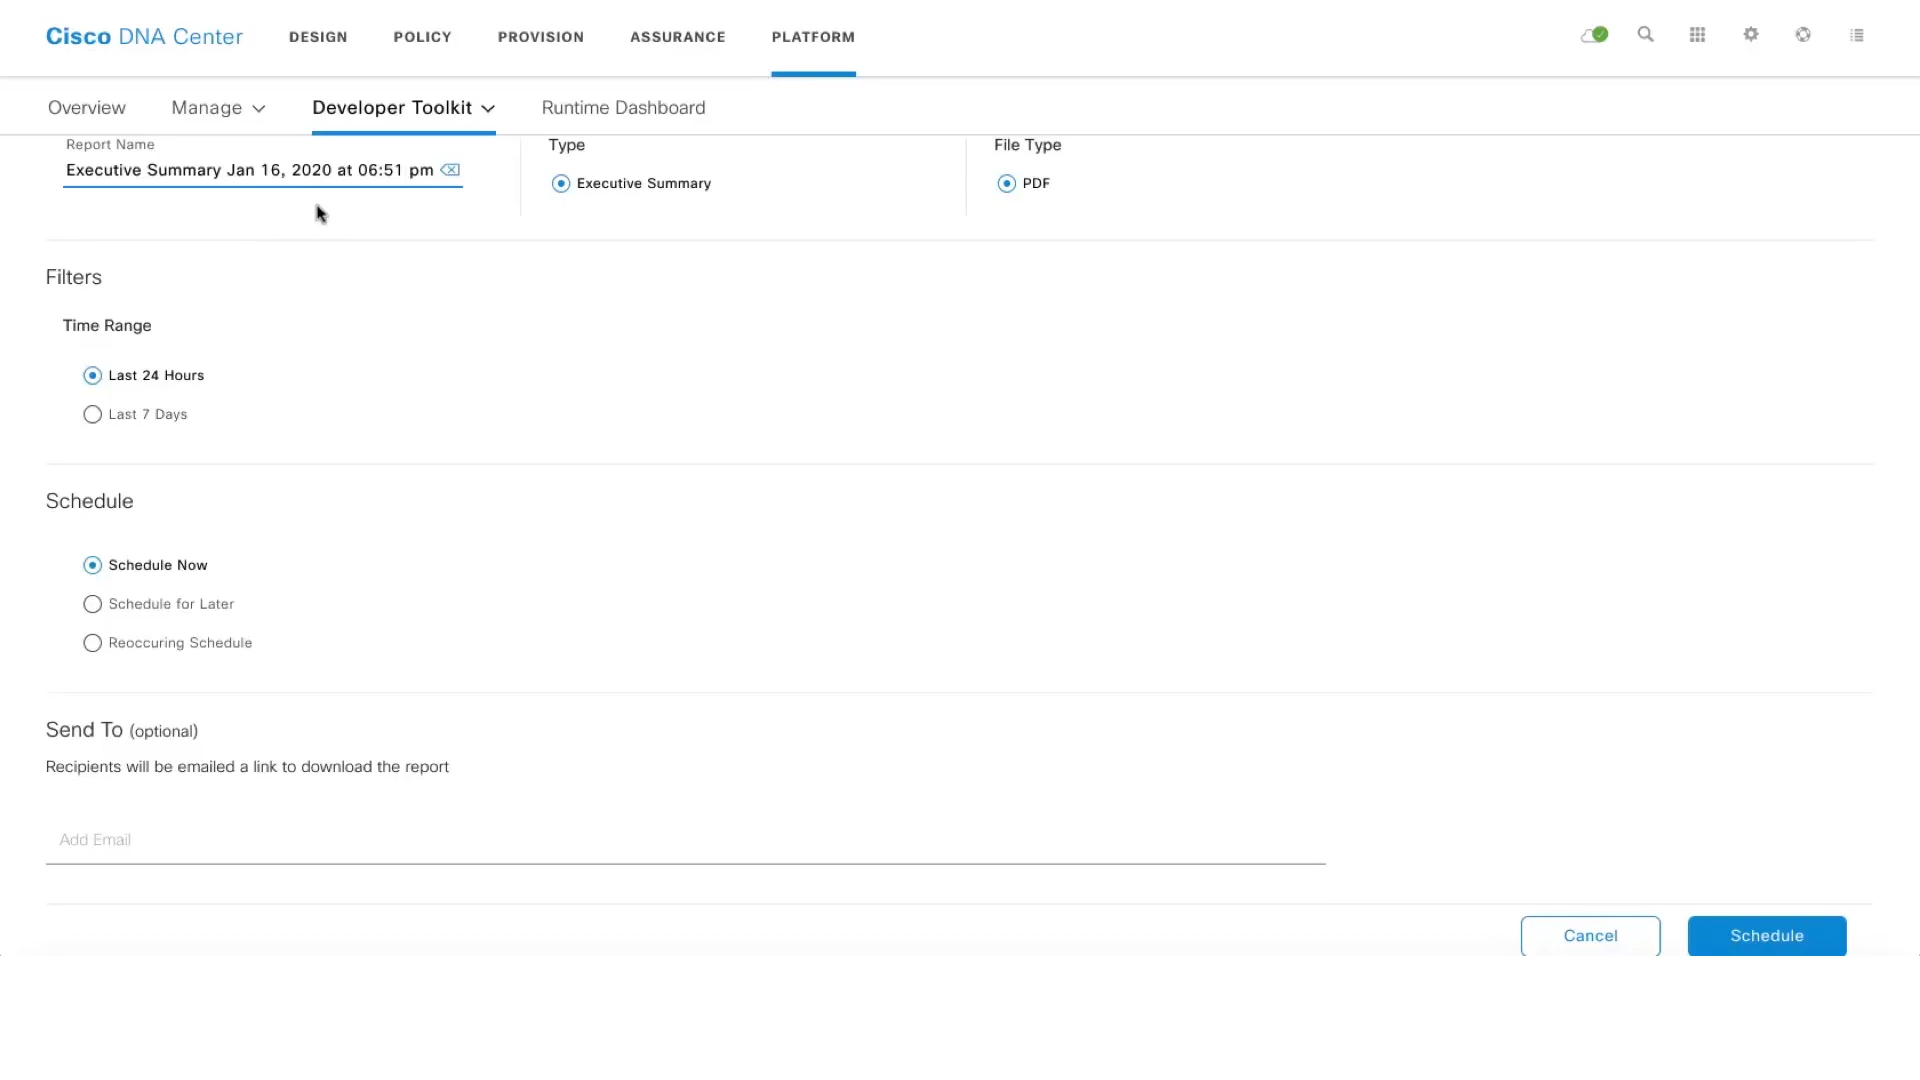 Cisco DNA Center DESIGN POLICY PROVISION ASSURANCE PLATFORM
Overview Manage Developer Toolkit Runtime Dashboard
Report Name Type File Type
Executive Summary Jan 16, 2020 at 06:51 pm Executive Summary PDF
Filters
Time Range
Last 24 Hours
Last 7 Days
Schedule
Schedule Now
Schedule for Later
Reoccuring Schedule
Send To (optional)
Recipients will be emailed a link to download the report
Add Email
Cancel Schedule